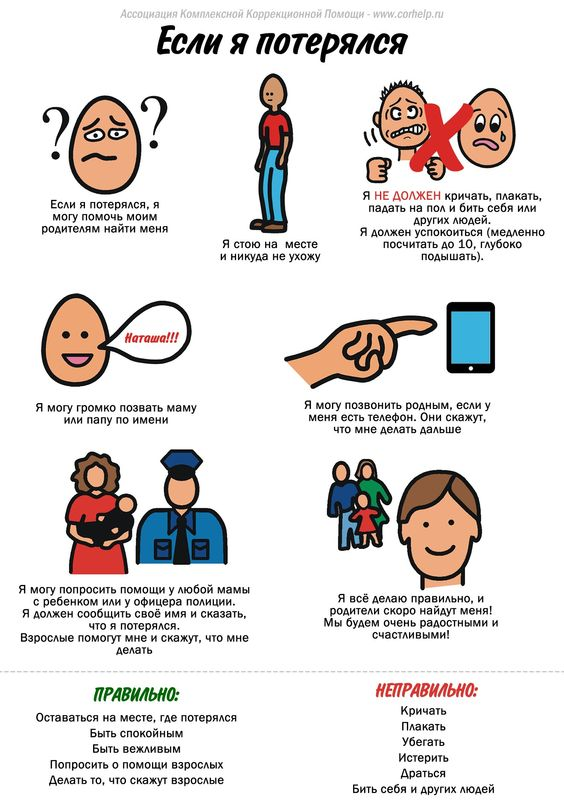 Ассоциация Комплексной Коррекционной Помощи - www.corhelp.ru
Если я потерялся
? ?
X
Если я потерялся, я
могу помочь моим
родителям найти меня
Я стою на месте
и никуда не ухожу
Я НЕ ДОЛЖЕН кричать, плакать,
падать на пол и бить себя или
других людей.
Я должен успокоиться (медленно
посчитать до 10, глубоко
подышать).
Наташа!!!
Я могу громко позвать маму
или папу по имени
Я могу позвонить родным, если у
меня есть телефон. Они скажут,
что мне делать дальше
Я могу попросить помощи у любой мамы
с ребенком или у офицера полиции.
Я должен сообщить своё имя и сказать,
что я потерялся.
Взрослые помогут мне и скажут, что мне
делать
Я всё делаю правильно, и
родители скоро найдут меня!
Мы будем очень радостными и
счастливыми!
ПРАВИЛЬНО:
Оставаться на месте, где потерялся
Быть спокойным
Быть вежливым
Попросить о помощи взрослых
Делать то, что скажут взрослые
НЕПРАВИЛЬНО:
Кричать
Плакать
Убегать
Истерить
Драться
Бить себя и других людей